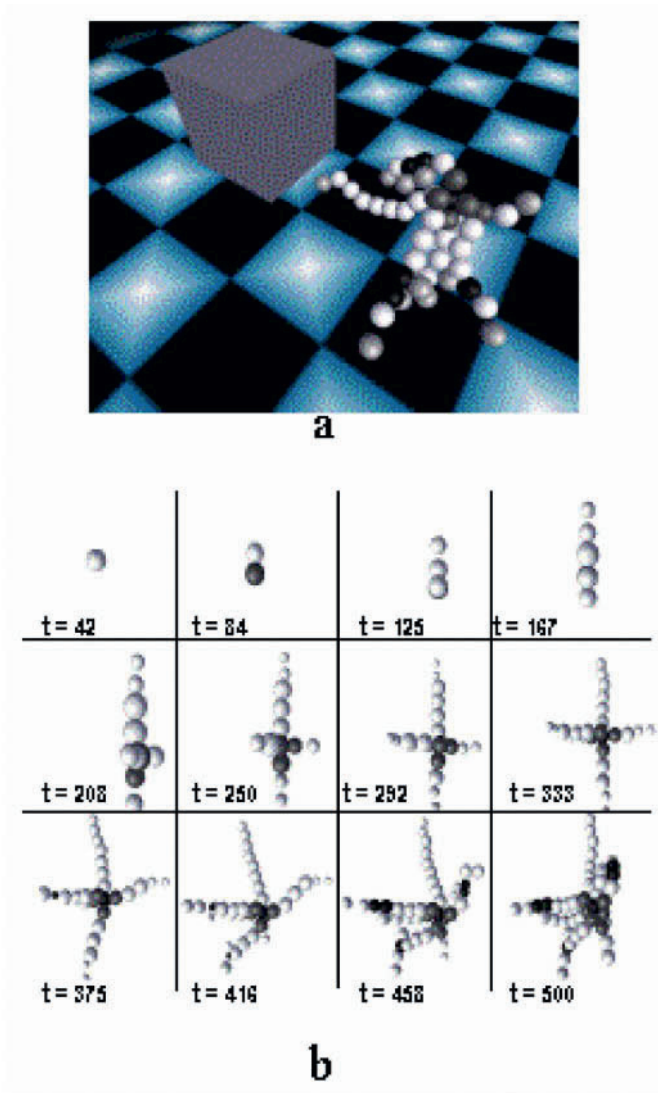 a
t = 42
t = 84
t = 125
t = 167
t = 208
t = 250
t = 292
t = 333
t = 375
t = 416
t = 458
t = 500
b